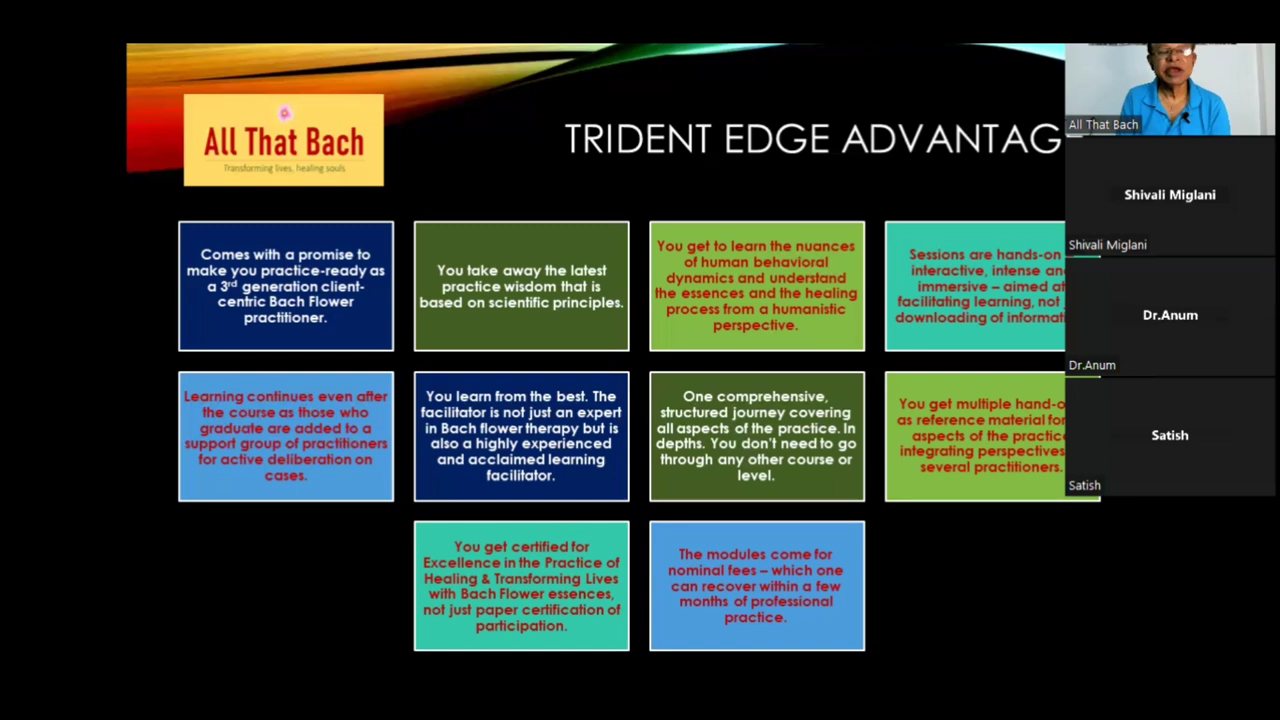 All That Bach
Transforming lives, healing souls
TRIDENT EDGE ADVANTAG
Comes with a promise to
make you practice-ready as
a 3rd generation client-
centric Bach Flower
practitioner.
You take away the latest
practice wisdom that is
based on scientific principles.
You get to learn the nuances
of human behavioral
dynamics and understand
the essences and the healing
process from a humanistic
perspective.
Sessions are hands-on
interactive, intense
immersive – aimed at
facilitating learning, not
downloading of
Learning continues even after
the course as those who
graduate are added to a
support group of practitioners
for active deliberation on
cases.
You learn from the best. The
facilitator is not just an expert
in Bach flower therapy but is
also a highly experienced
and acclaimed learning
facilitator.
One comprehensive,
structured journey covering
all aspects of the practice. In
depths. You don't need to go
through any other course or
level.
You get multiple
as reference material for
aspects of the practice
integrating perspectives
several practitioners.
You get certified for
Excellence in the Practice of
Healing & Transforming Lives
with Bach Flower essences,
not just paper certification of
participation.
The modules come for
nominal fees – which one
can recover within a few
months of professional
practice.
All That Bach
Shivali Miglani
Shivali Miglani
Dr.Anum
Dr.Anum
Satish
Satish